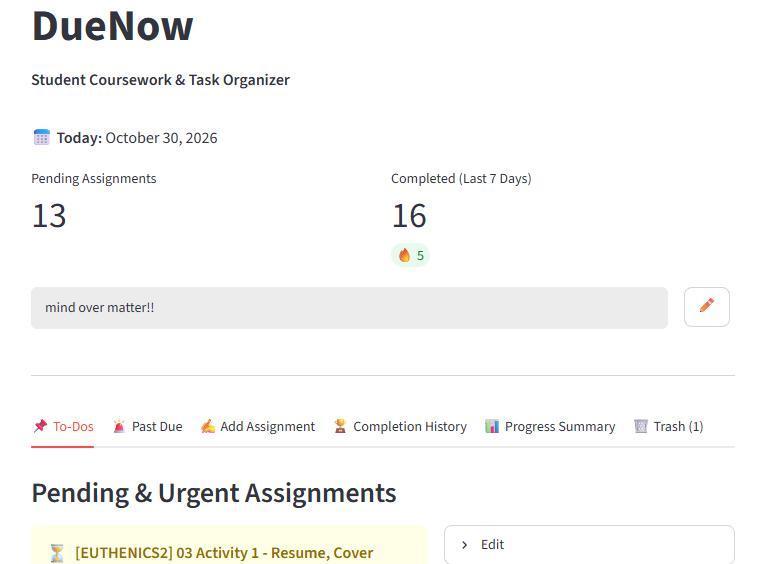 DueNow
Student Coursework & Task Organizer
Today: October 30, 2026
Pending Assignments
13
Completed (Last 7 Days)
16
5
mind over matter!!
To-Dos Past Due Add Assignment Completion History Progress Summary Trash (1)
Pending & Urgent Assignments
[EUTHENICS2] 03 Activity 1 - Resume, Cover
Edit